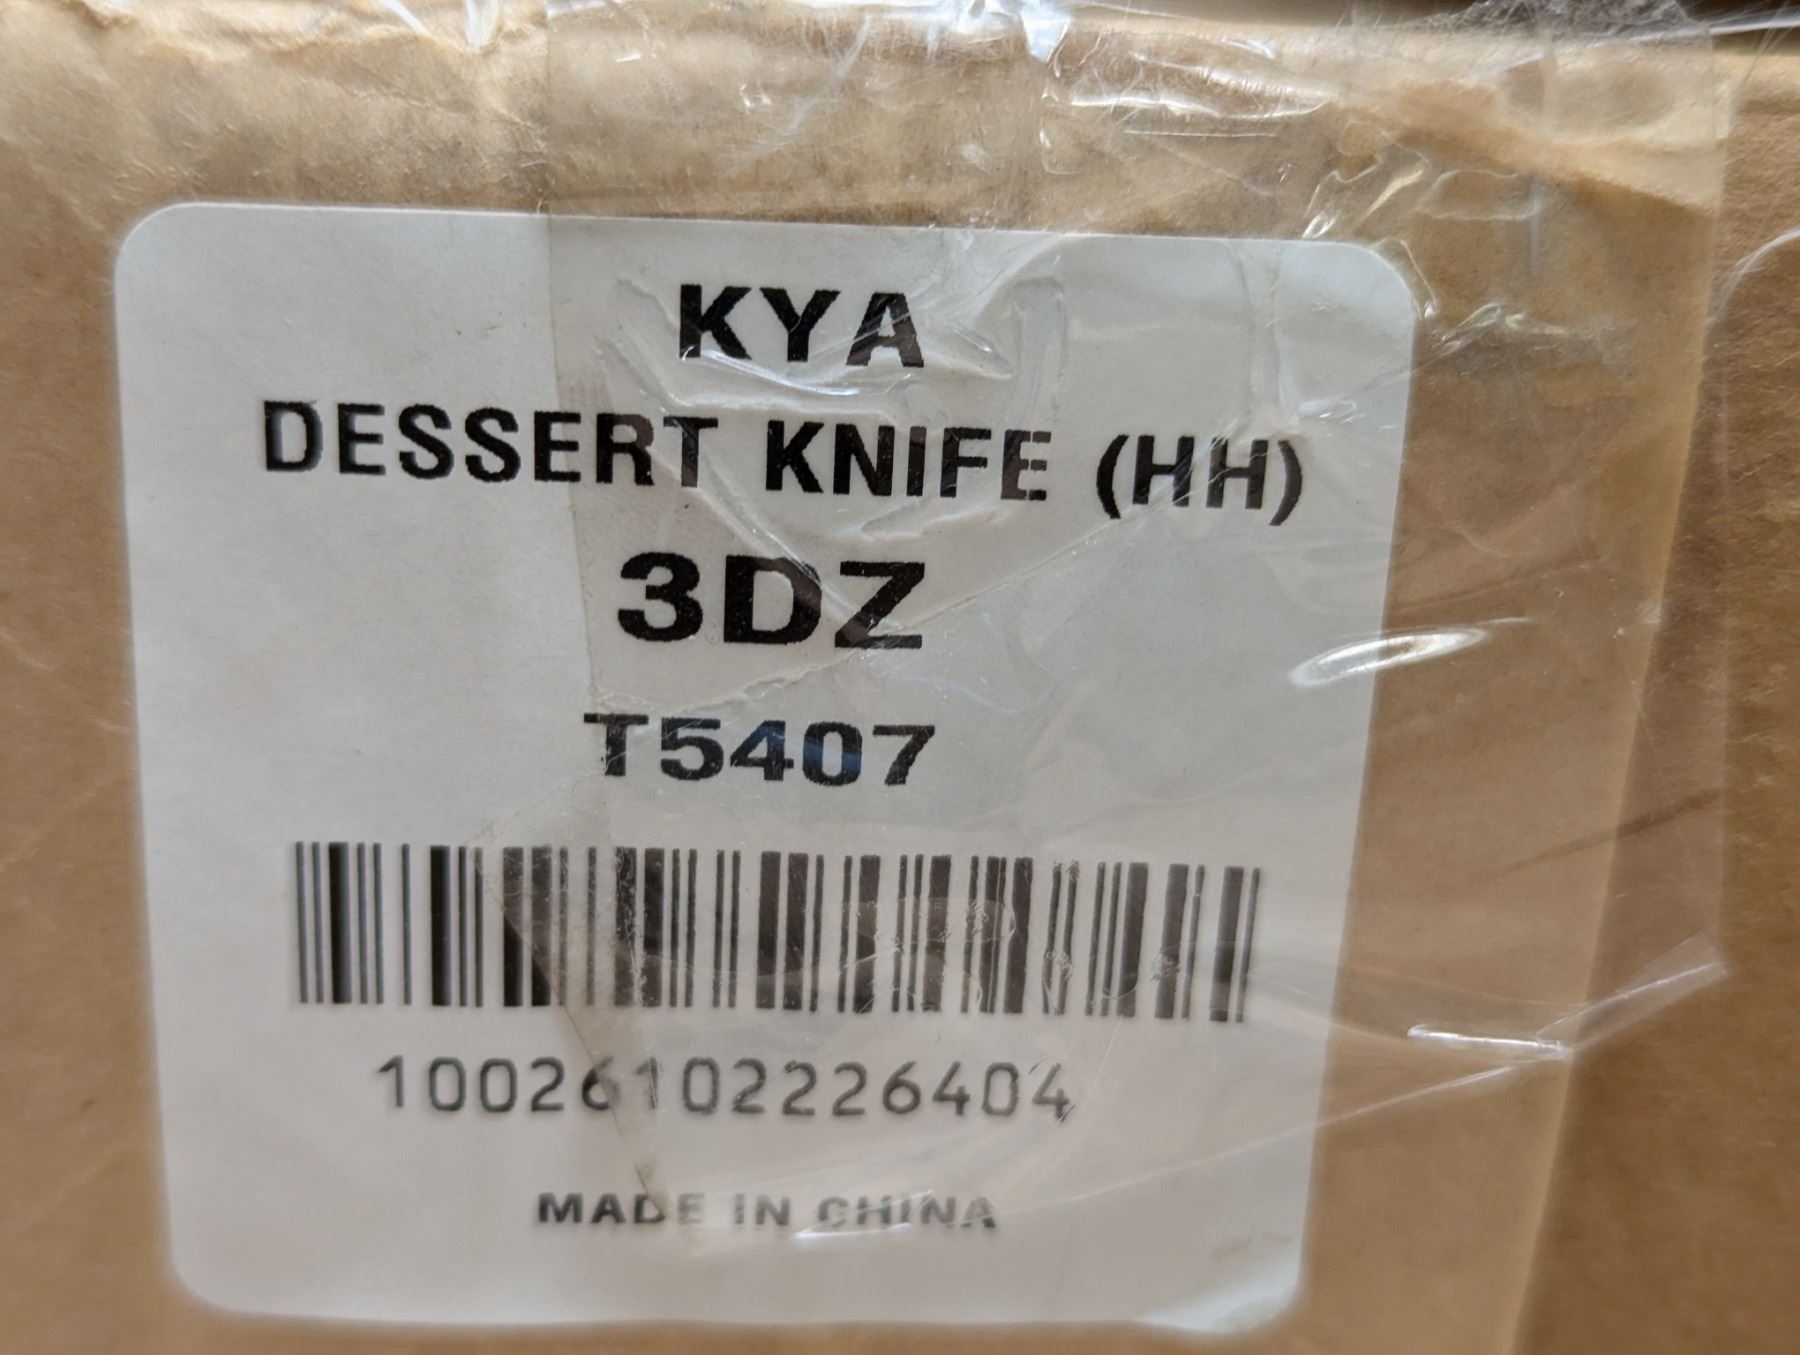 KYA
DESSERT KNIFE (HH)
3DZ
T5407
10026102226404
MADE IN CHINA